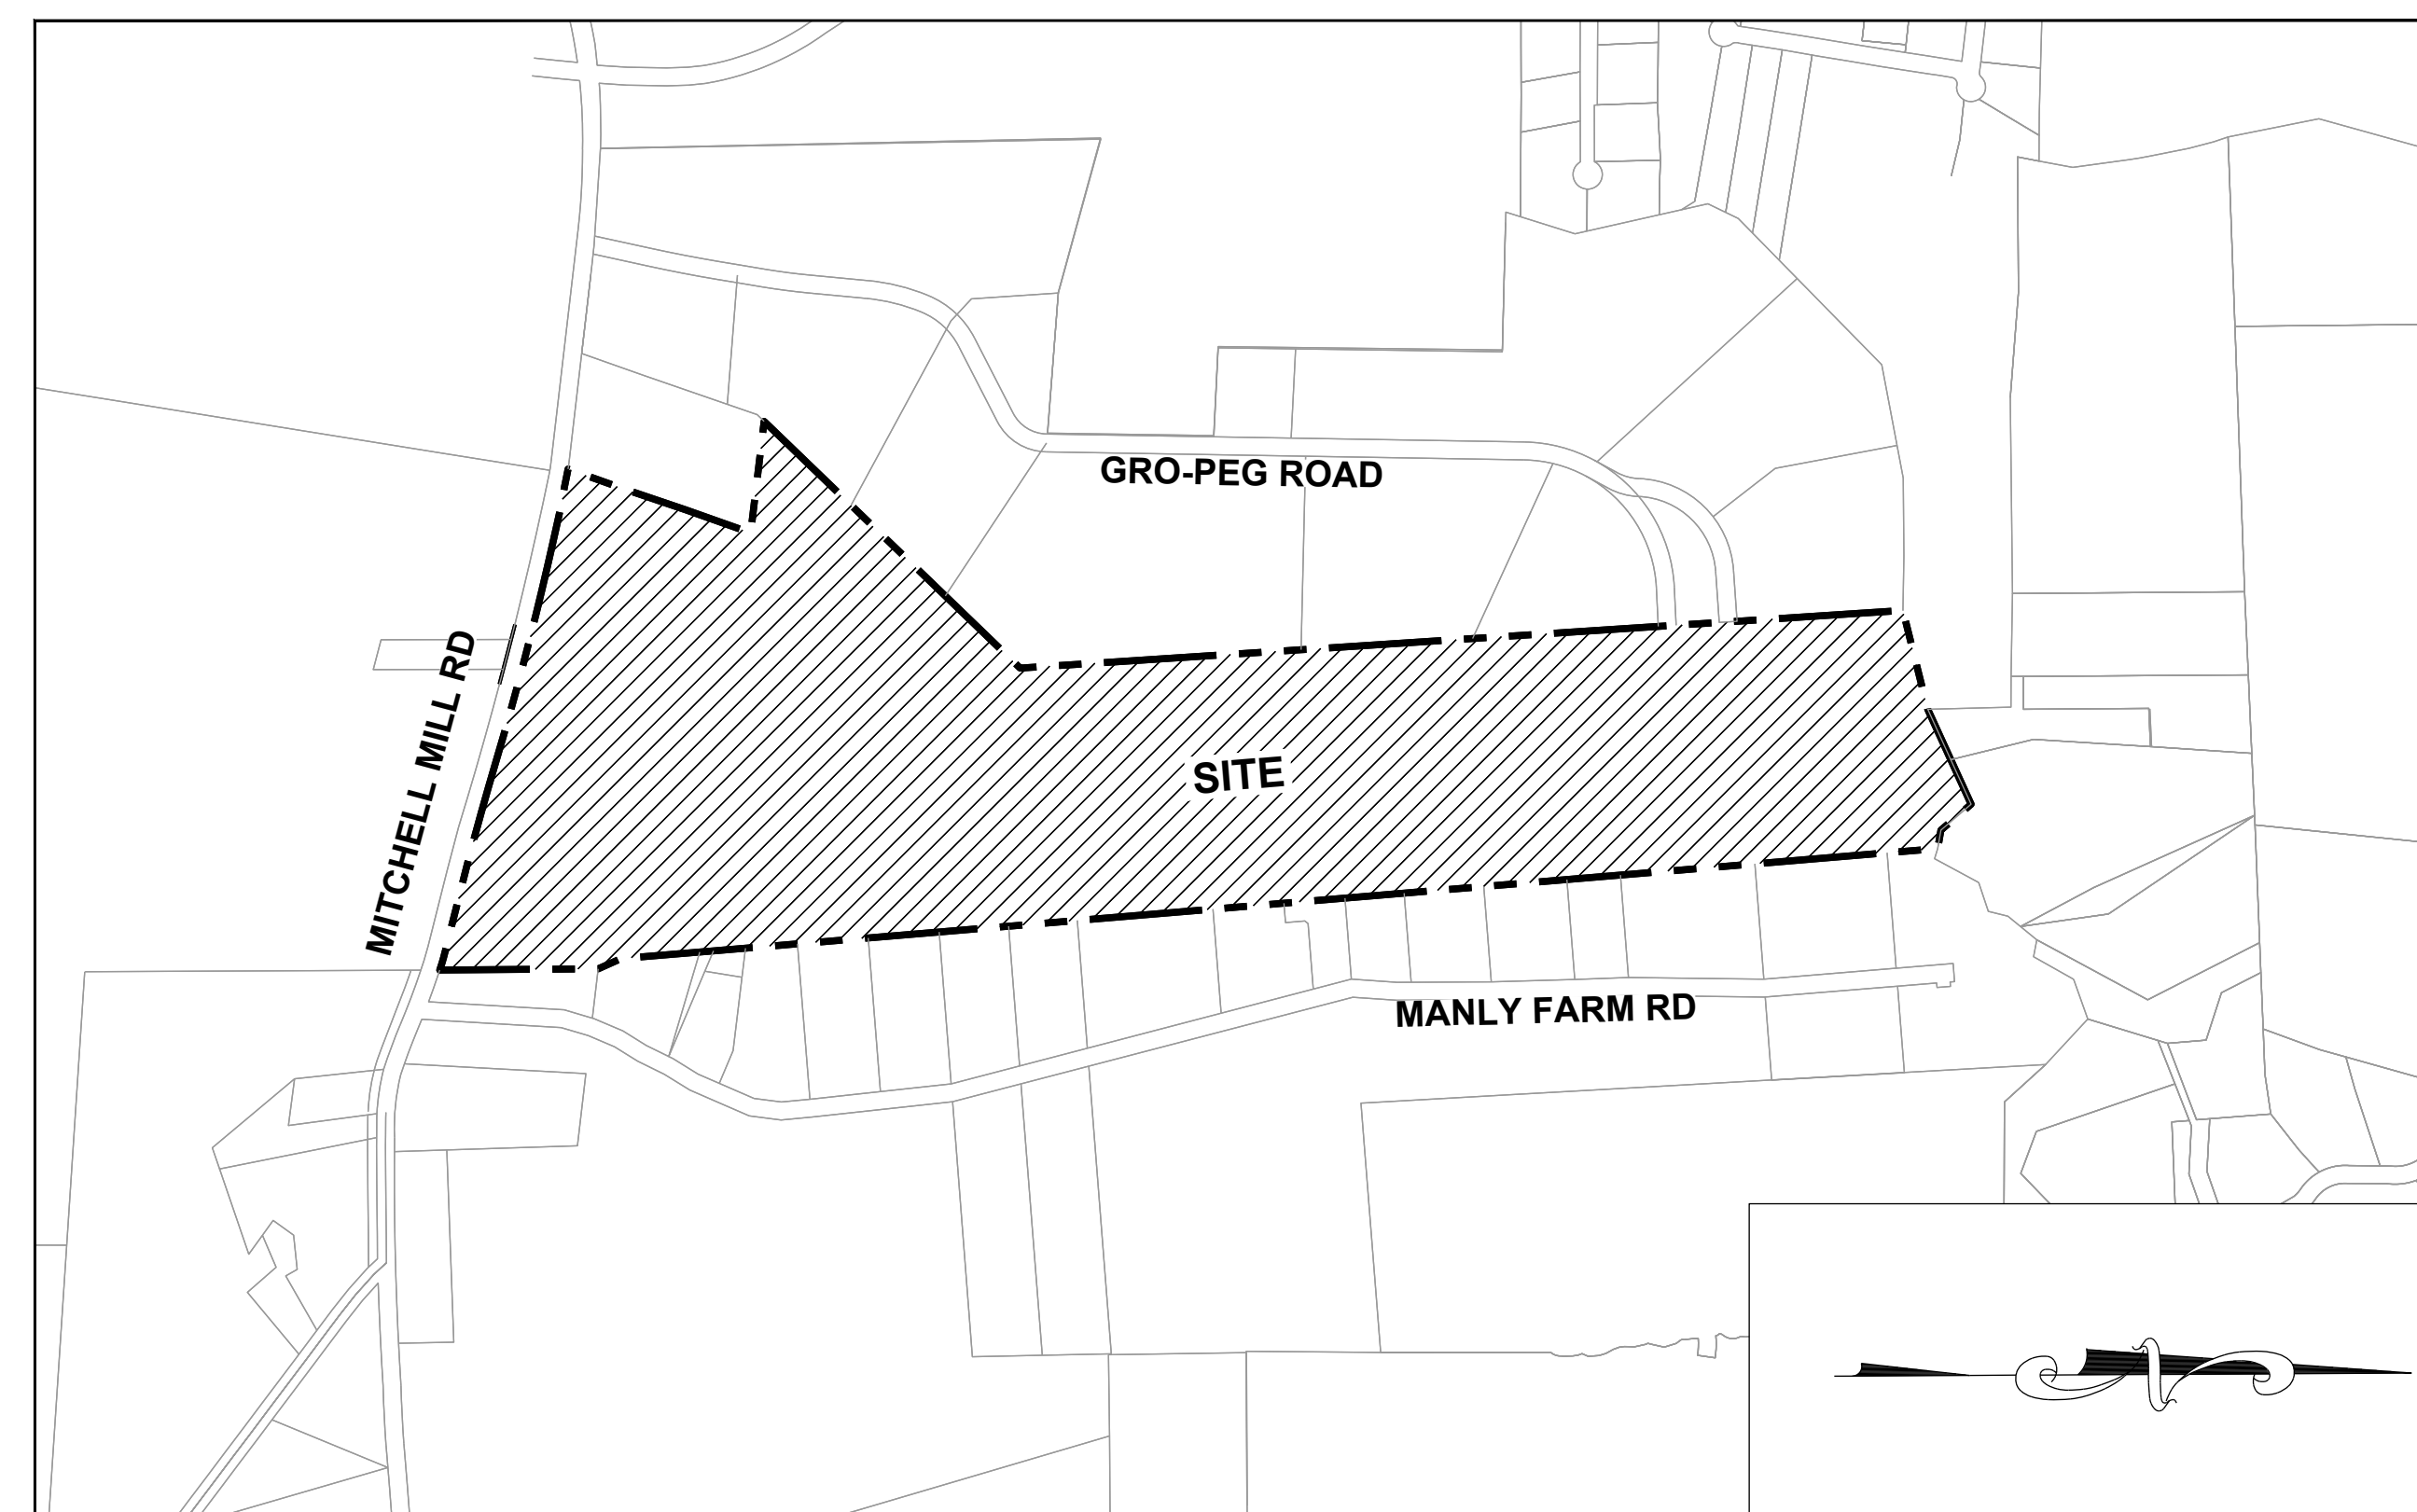 GRO-PEG ROAD
MITCHELL MILL RD
SITE
MANLY FARM RD
N